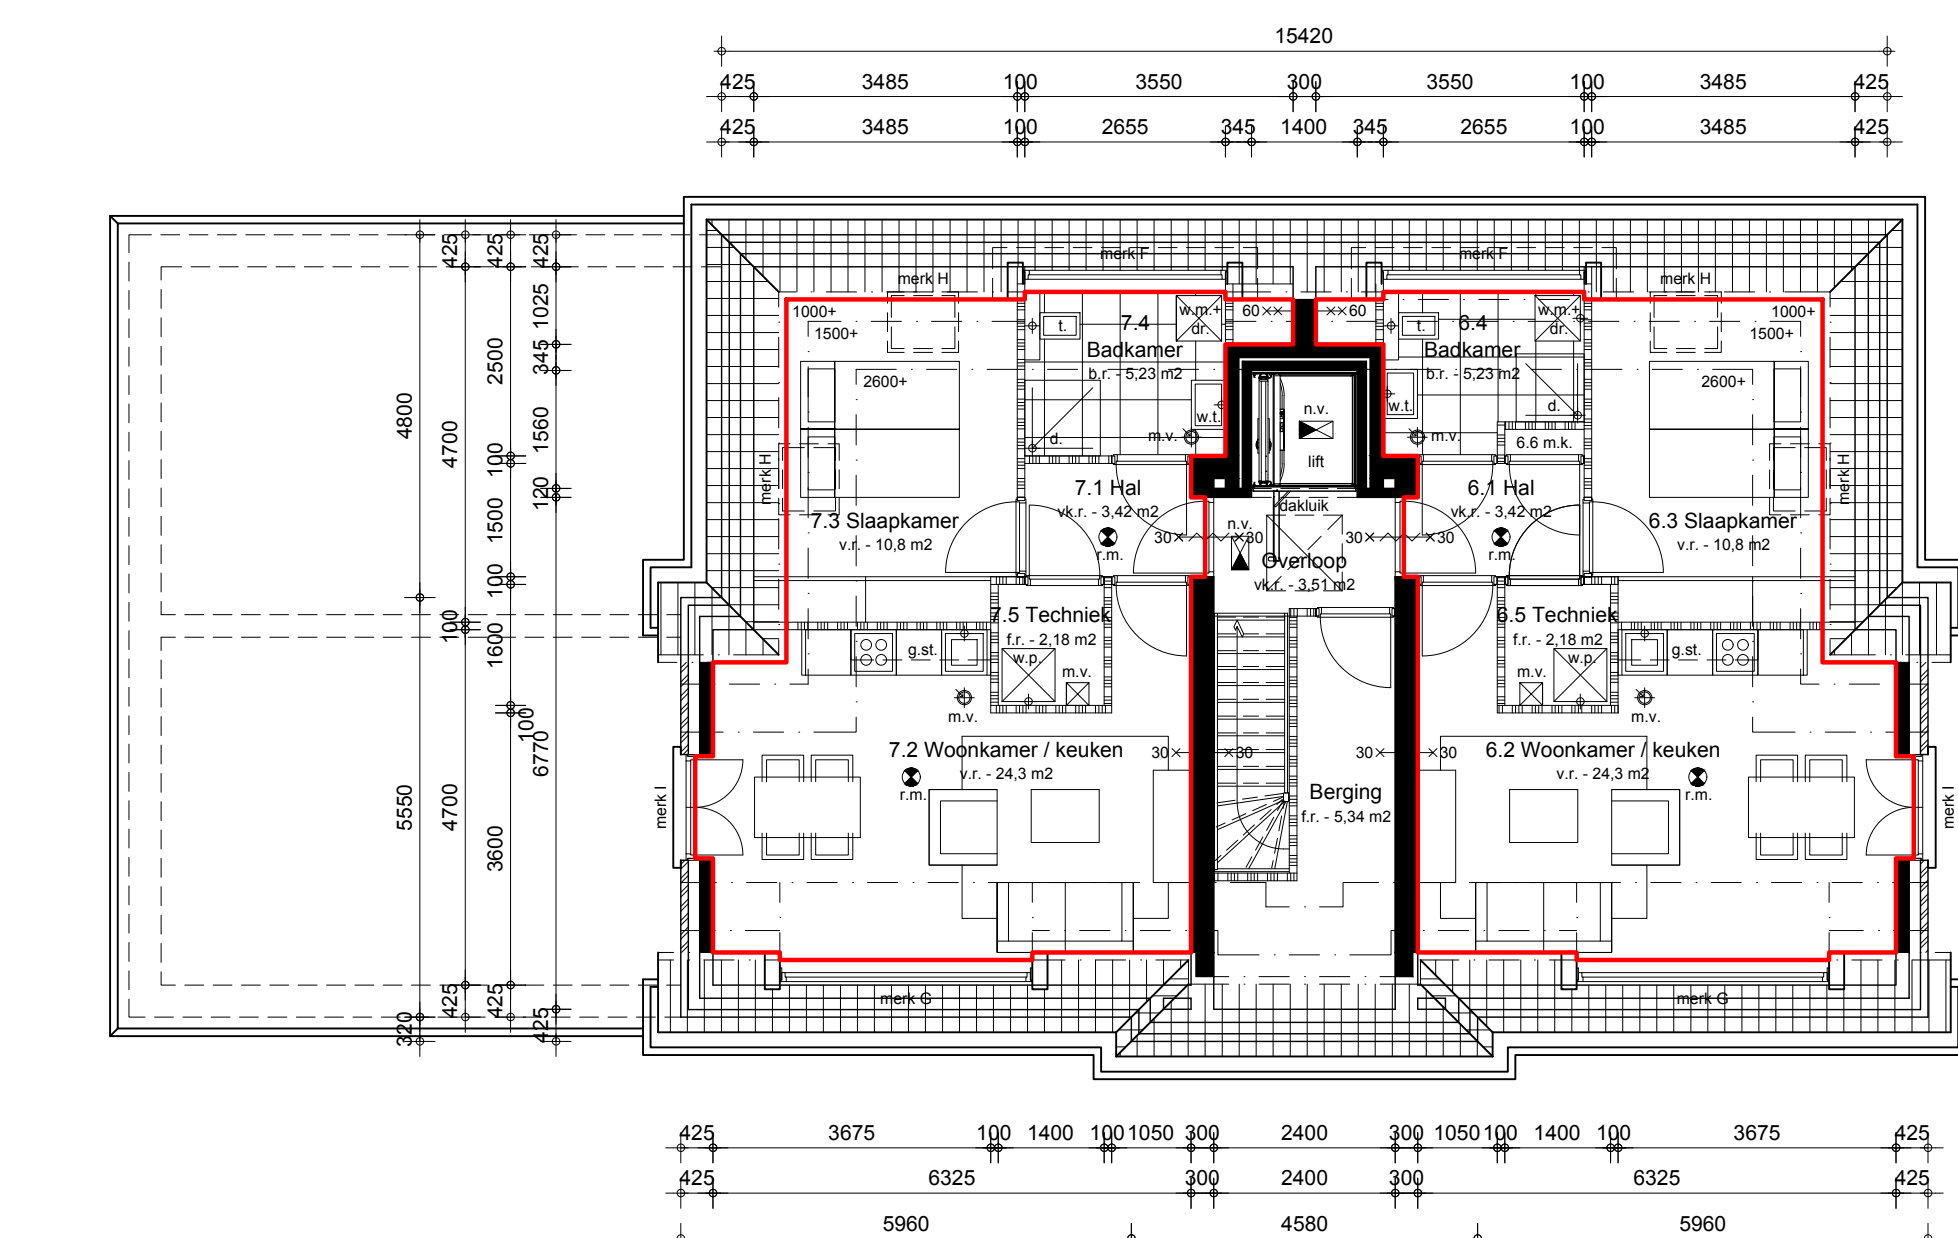 15420
425 3485 100 3550 300 3550 100 3485 425
425 3485 100 2655 345 1400 345 2655 100 3485 425
merk F merk F
merk H merk H
1000+
1500+
2600+
t.
7.4
Badkamer
b.r. - 5,23 m2
w.m.+
dr.
w.t.
d.
m.v.
60
60
t.
6.4
Badkamer
b.r. - 5,23 m2
w.m.+
dr.
w.t.
d.
m.v.
6.6 m.k.
1000+
1500+
2600+
n.v.
lift
merk H
merk H
7.3 Slaapkamer
v.r. - 10,8 m2
7.1 Hal
vk.r. - 3,42 m2
r.m.
30
30
n.v.
dakluik
Overloop
vk.r. - 3,51 m2
30
30
6.1 Hal
vk.r. - 3,42 m2
r.m.
6.3 Slaapkamer
v.r. - 10,8 m2
7.5 Techniek
f.r. - 2,18 m2
w.p.
m.v.
g.st.
m.v.
6.5 Techniek
f.r. - 2,18 m2
w.p.
m.v.
g.st.
m.v.
7.2 Woonkamer / keuken
v.r. - 24,3 m2
r.m.
30
30
30
30
6.2 Woonkamer / keuken
v.r. - 24,3 m2
r.m.
Berging
f.r. - 5,34 m2
merk I
merk I
merk G
merk G
4800
5550
320
425
4700
100
4700
425
425
2500
100
1500
100
1600
100
3600
425
425
1025
345
1560
120
6770
425
425 3675 100 1400 100 1050 300 2400 300 1050 100 1400 100 3675 425
425 6325 300 2400 300 6325 425
5960 4580 5960